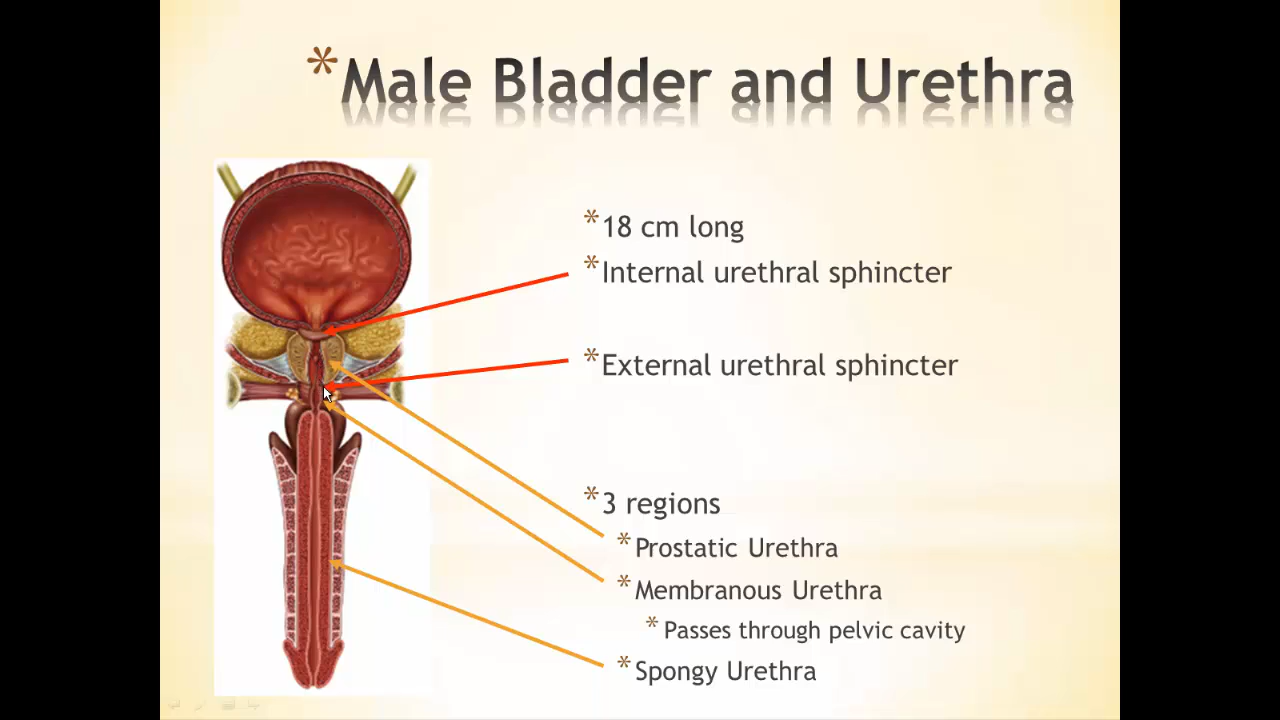 *Male Bladder and Urethra
*18 cm long
*Internal urethral sphincter
*External urethral sphincter
*3 regions
*Prostatic Urethra
*Membranous Urethra
*Passes through pelvic cavity
*Spongy Urethra